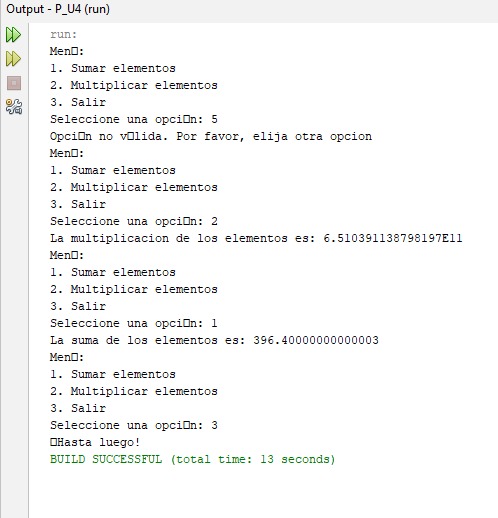 Output - P_U4 (run)
run:
Men□:
1. Sumar elementos
2. Multiplicar elementos
3. Salir
Seleccione una opci□n: 5
Opci□n no v□lida. Por favor, elija otra opcion
Men□:
1. Sumar elementos
2. Multiplicar elementos
3. Salir
Seleccione una opci□n: 2
La multiplicacion de los elementos es: 6.510391138798197E11
Men□:
1. Sumar elementos
2. Multiplicar elementos
3. Salir
Seleccione una opci□n: 1
La suma de los elementos es: 396.40000000000003
Men□:
1. Sumar elementos
2. Multiplicar elementos
3. Salir
Seleccione una opci□n: 3
□Hasta luego!
BUILD SUCCESSFUL (total time: 13 seconds)